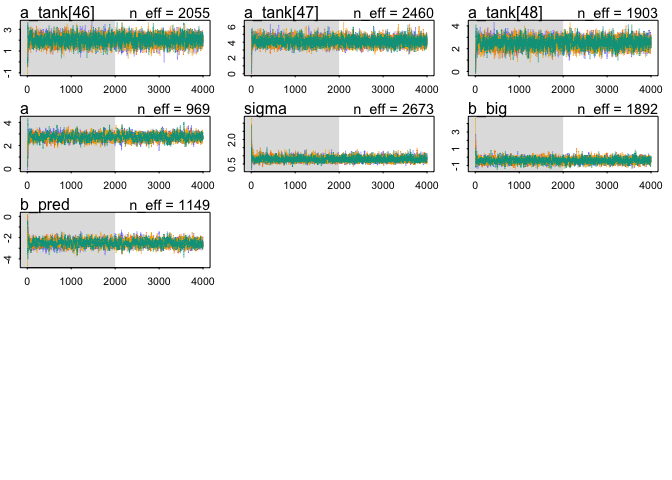 a_tank[46] n_eff = 2055
a_tank[47] n_eff = 2460
a_tank[48] n_eff = 1903
-1 1 3
0 2 4 6
0 2 4
0 1000 2000 3000 4000
0 1000 2000 3000 4000
0 1000 2000 3000 4000
a n_eff = 969
sigma n_eff = 2673
b_big n_eff = 1892
0 2 4
0.5 2.0
-1 1 3
0 1000 2000 3000 4000
0 1000 2000 3000 4000
0 1000 2000 3000 4000
b_pred n_eff = 1149
-4 -2 0
0 1000 2000 3000 4000